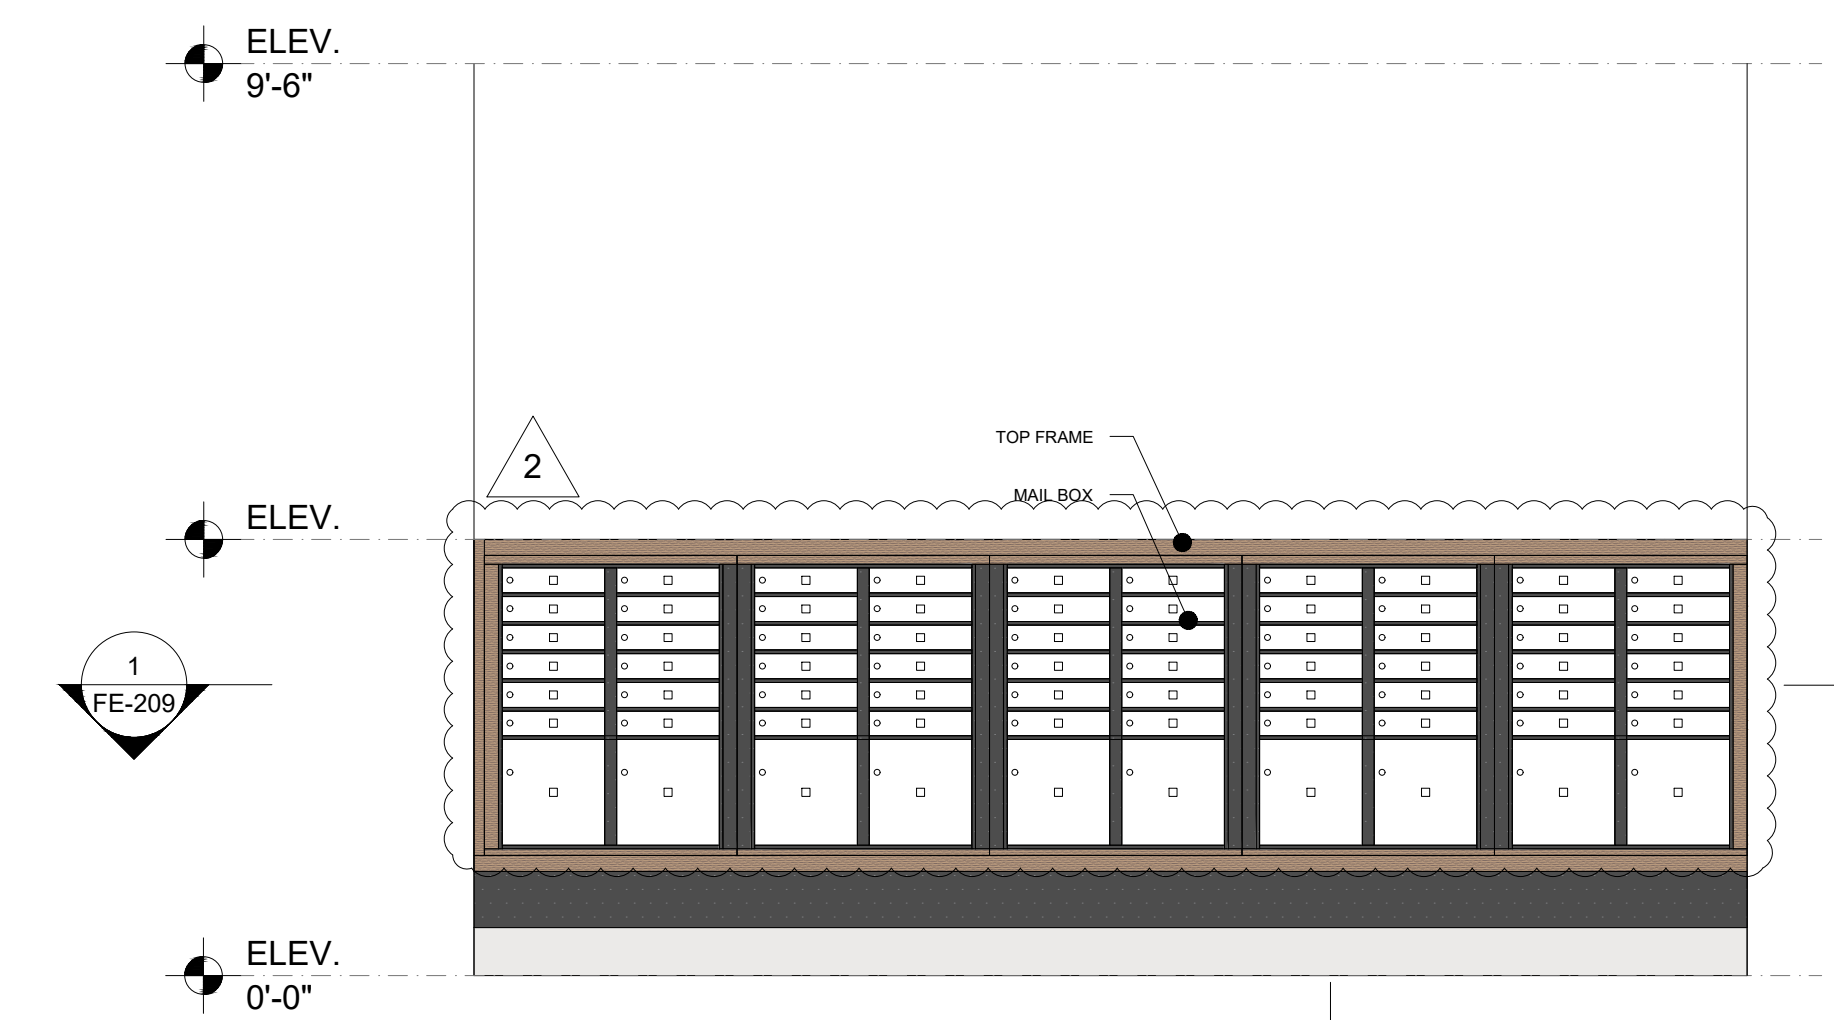 ELEV.
9'-6"
TOP FRAME
2
MAIL BOX
ELEV.
1
FE-209
ELEV.
0'-0"